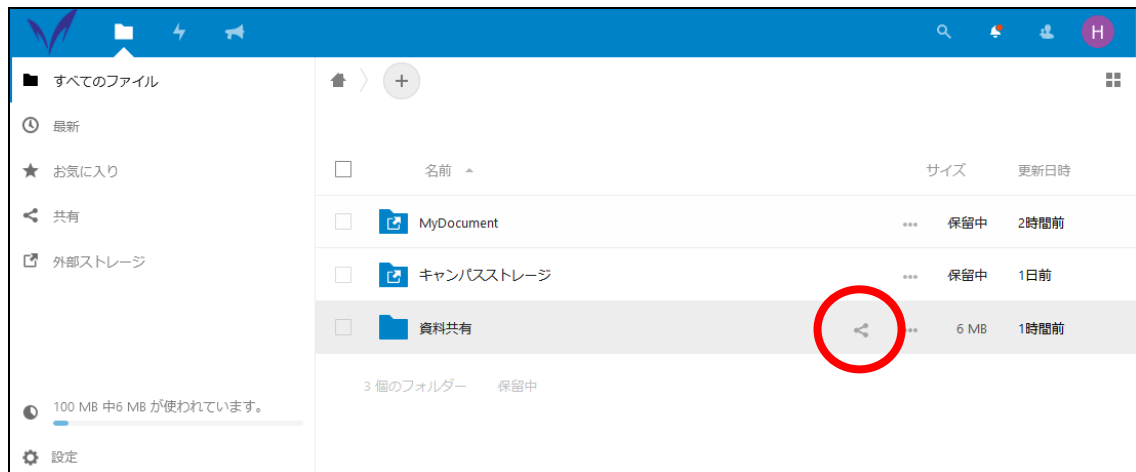 H
すべてのファイル
最新
お気に入り
共有
外部ストレージ
100 MB 中6 MB が使われています。
設定
名前 サイズ 更新日時
MyDocument 保留中 2時間前
キャンパスストレージ 保留中 1日前
資料共有 6 MB 1時間前
3 個のフォルダー 保留中